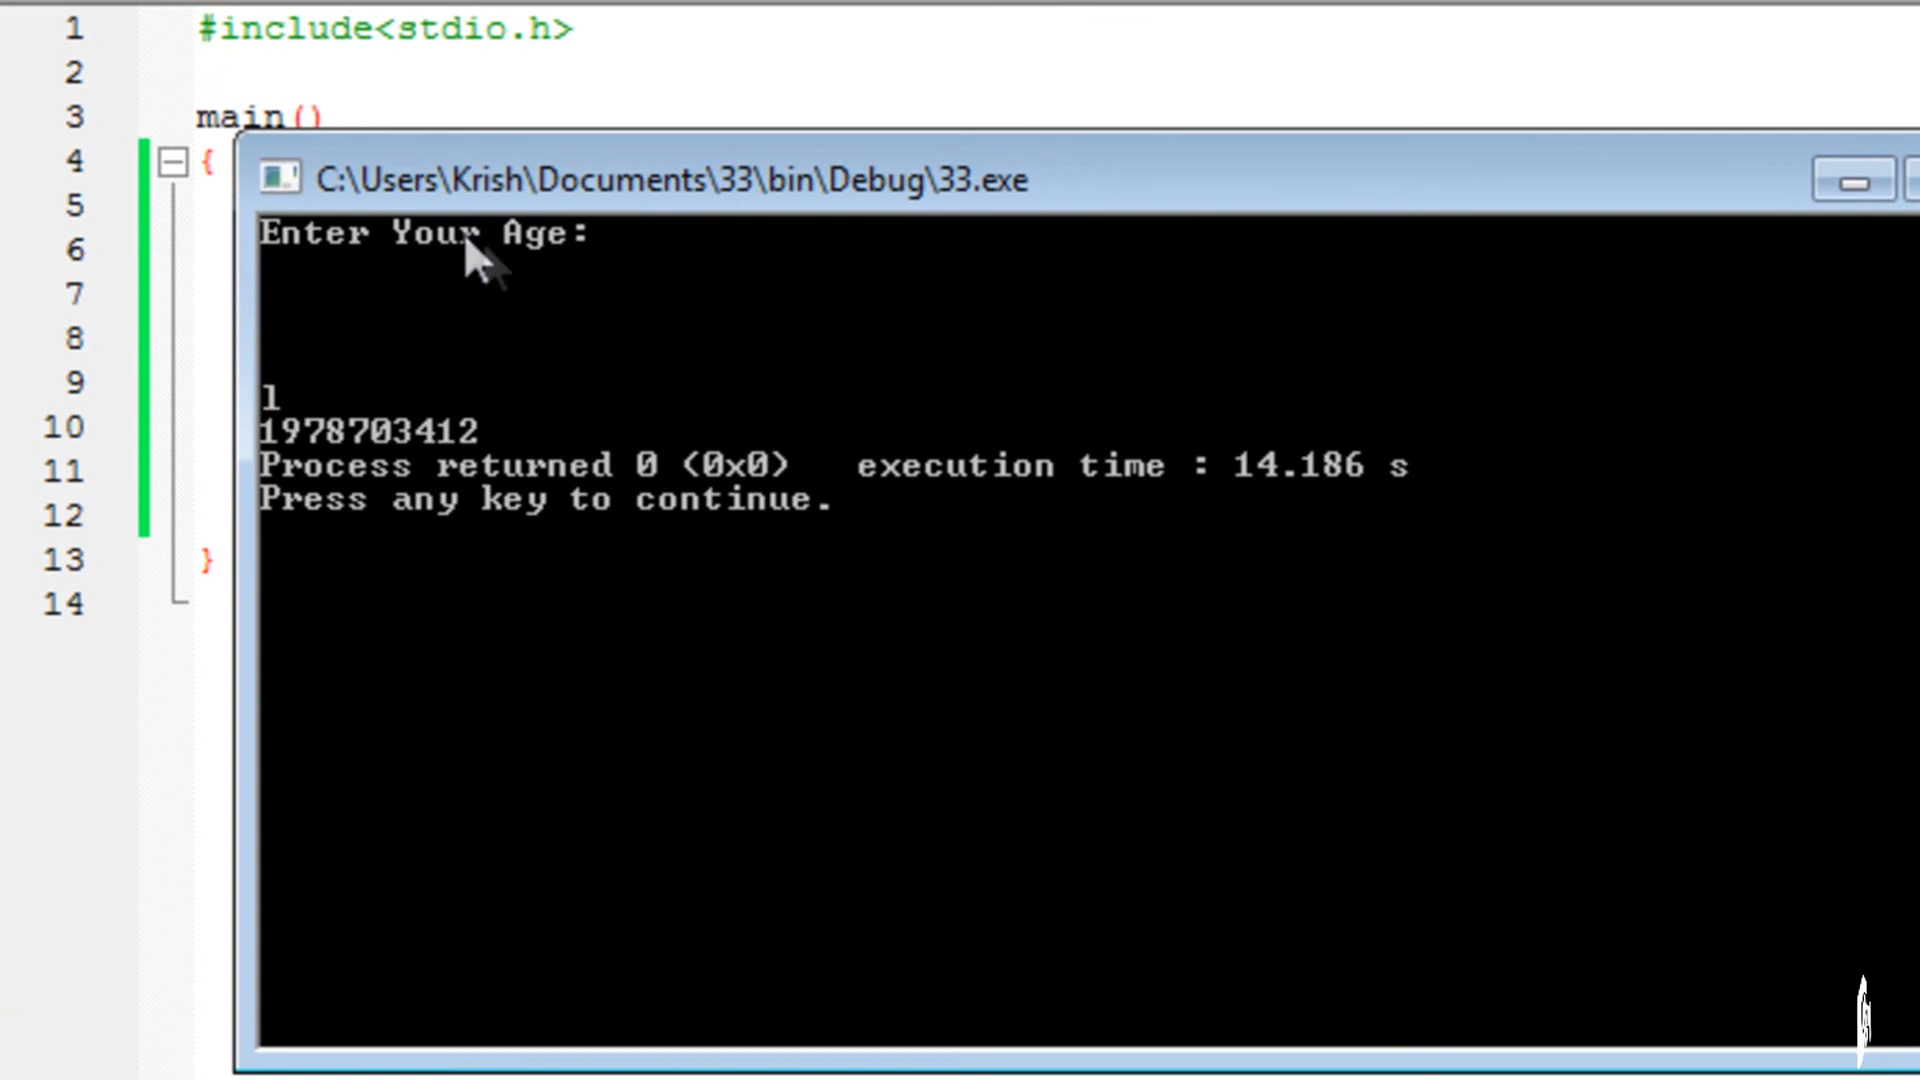 1 #include<stdio.h>
2
3 main()
4 {
5
6
7
8
9
10
11
12
13 }
14
C:\Users\Krish\Documents\33\bin\Debug\33.exe
Enter Your Age:
l
1978703412
Process returned 0 (0x0)   execution time : 14.186 s
Press any key to continue.